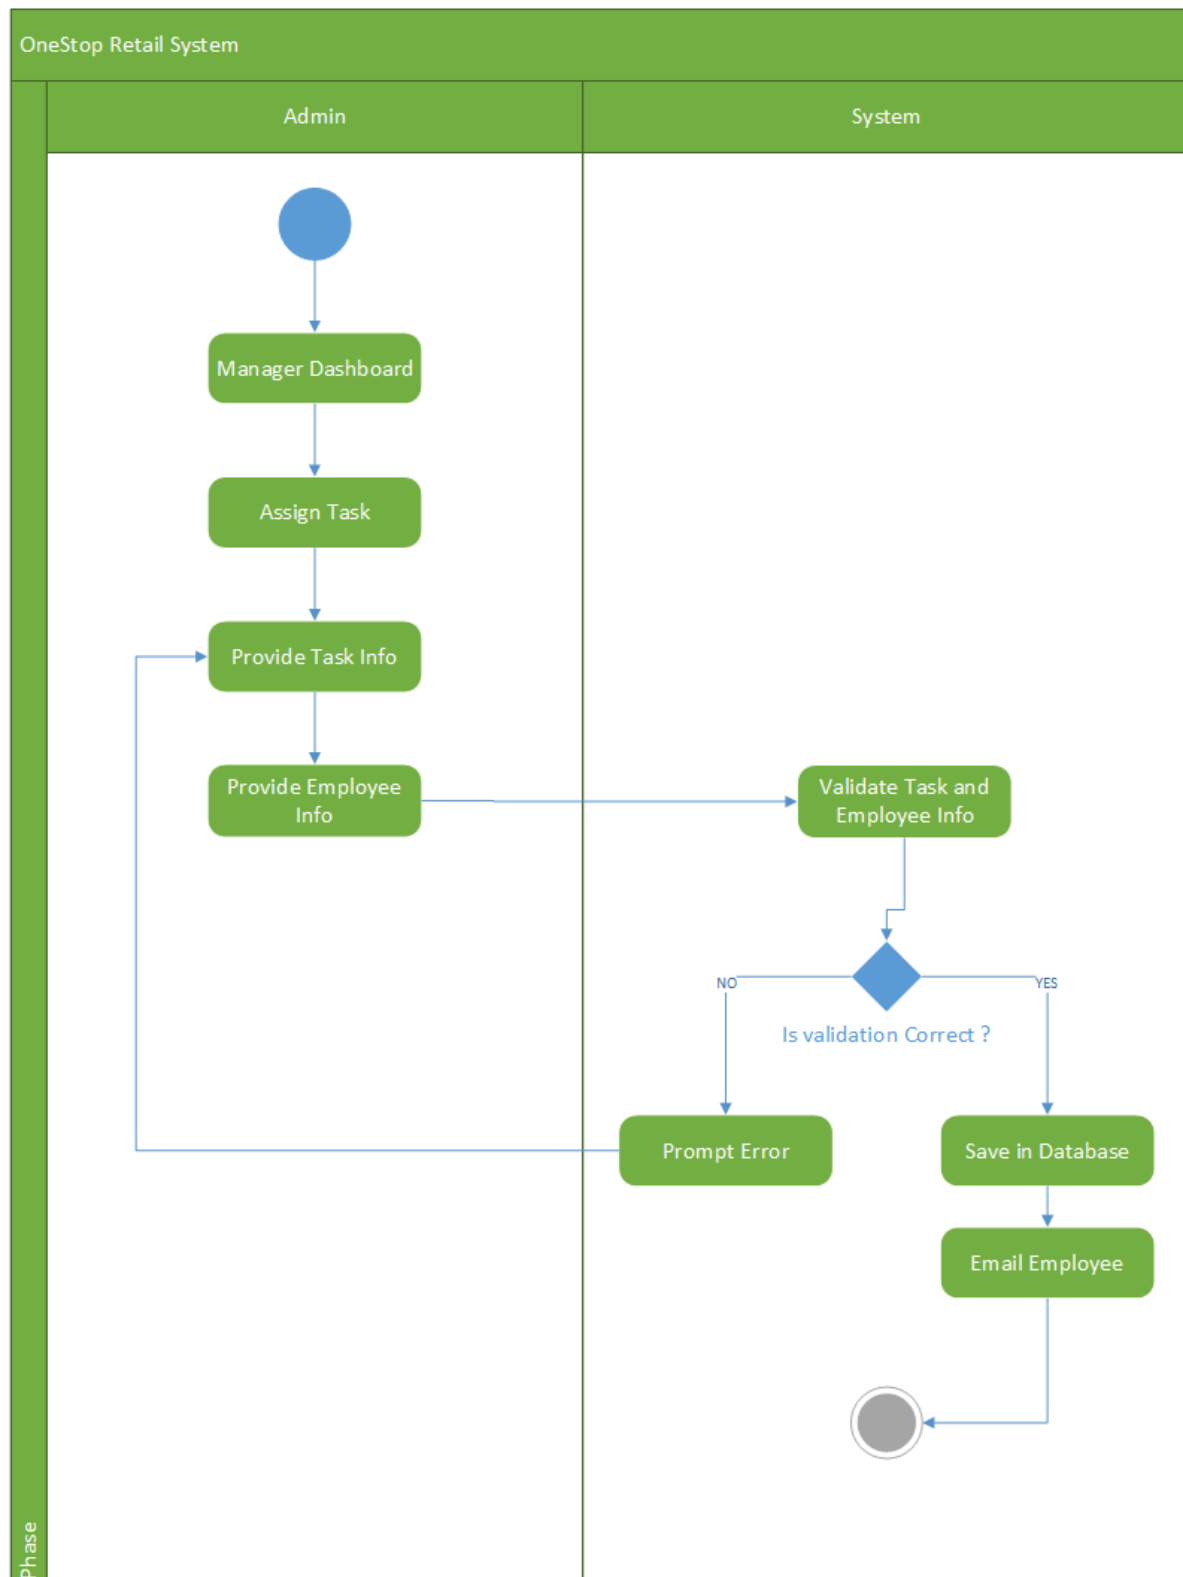 OneStop Retail System
Admin
System
Manager Dashboard
Assign Task
Provide Task Info
Provide Employee
Info
Validate Task and
Employee Info
NO
YES
Is validation Correct ?
Prompt Error
Save in Database
Email Employee
Phase